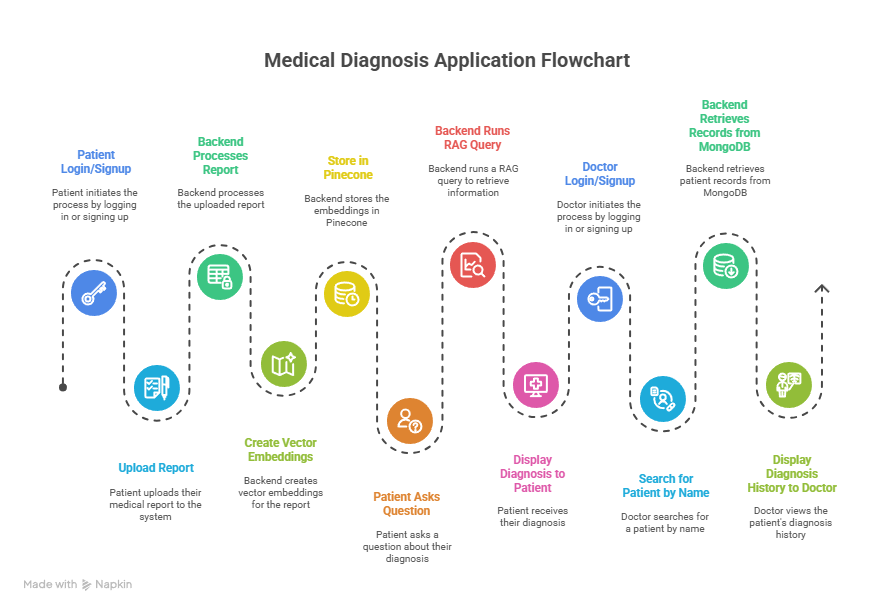 Medical Diagnosis Application Flowchart
Patient
Login/Signup
Patient initiates the
process by logging
in or signing up
Upload Report
Patient uploads their
medical report to the
system
Backend
Processes
Report
Backend processes
the uploaded report
Create Vector
Embeddings
Backend creates
vector embeddings
for the report
Store in
Pinecone
Backend stores the
embeddings in
Pinecone
Patient Asks
Question
Patient asks a
question about their
diagnosis
Backend Runs
RAG Query
Backend runs a RAG
query to retrieve
information
Display
Diagnosis to
Patient
Patient receives
their diagnosis
Doctor
Login/Signup
Doctor initiates the
process by logging
in or signing up
Search for
Patient by Name
Doctor searches for
a patient by name
Backend
Retrieves
Records from
MongoDB
Backend retrieves
patient records from
MongoDB
Display
Diagnosis
History to Doctor
Doctor views the
patient's diagnosis
history
Made with Napkin